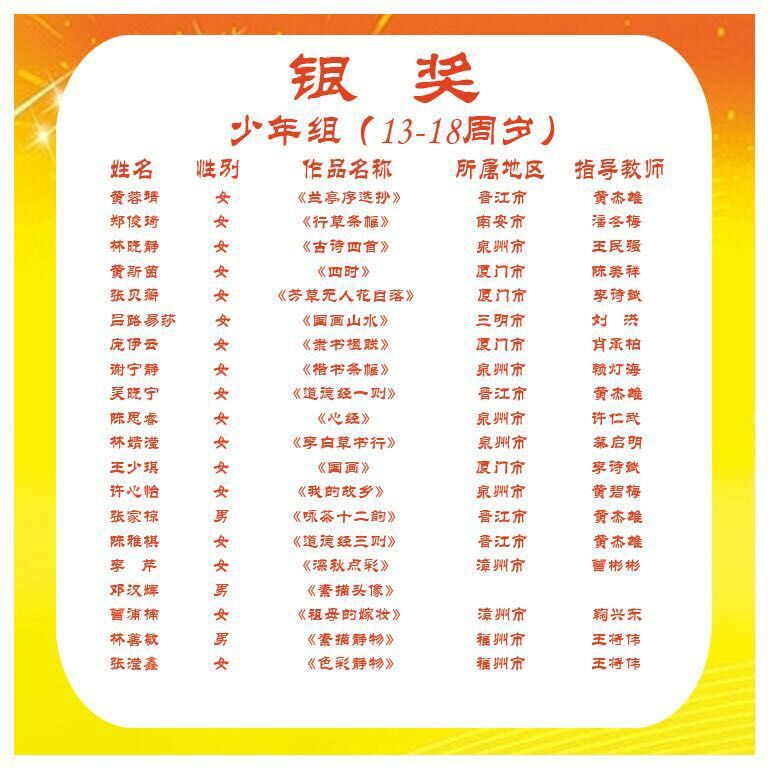 银 奖
少年组（13-18周岁）
姓名 性别 作品名称 所属地区 指导教师
黄蓉靖 女 《兰亭序选抄》 晋江市 黄杰雄
郑俊琦 女 《行草条幅》 南安市 潘冬梅
林晓静 女 《古诗四首》 泉州市 王民强
黄斯茵 女 《四时》 厦门市 陈美祥
张贝 女 《芳草无人花自落》 厦门市 李诗斌
吕路易莎 女 《国画山水》 三明市 刘 洪
庞伊云 女 《隶书楹联》 厦门市 肖承柏
谢宁静 女 《楷书条幅》 泉州市 赖灯海
吴晓宁 女 《道德经一则》 晋江市 黄杰雄
陈思睿 女 《心经》 泉州市 许仁武
林婧滢 女 《李白草书行》 泉州市 启明
王少琪 女 《国画》 厦门市 李诗斌
许心怡 女 《我的故乡》 泉州市 黄碧梅
张家椋 男 《咏茶十二韵》 晋江市 黄杰雄
陈雅棋 女 《道德经三则》 晋江市 黄杰雄
李 芹 女 《深秋点彩》 漳州市 曾彬彬
邓汉辉 男 《素描头像》
曾浦楠 女 《祖母的嫁妆》 漳州市 鞠兴东
林善敏 男 《素描静物》 福州市 王将伟
张滢鑫 女 《色彩静物》 福州市 王将伟